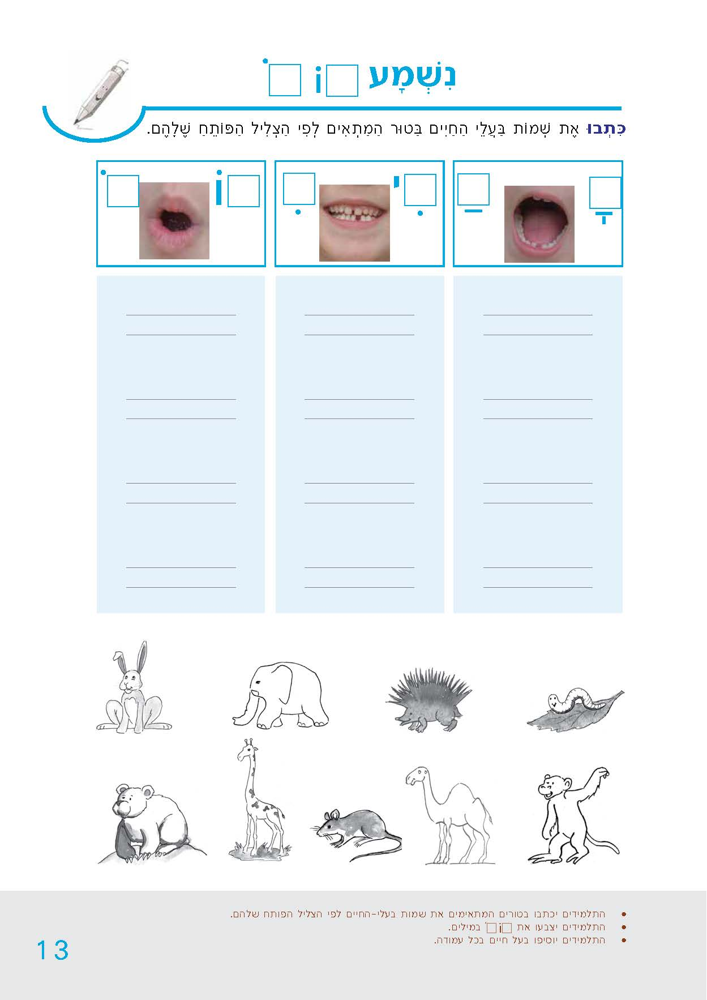 נִשְׁמָע □וֹ □ֹ
כִּתְבוּ אֶת שְׁמוֹת בַּעֲלֵי הַחַיִּים בַּטּוּר הַמַּתְאִים לְפִי הַצְּלִיל הַפּוֹתֵחַ שֶׁלָּהֶם.
□ָ □ַ □ִי □ִ □וֹ □ֹ
• התלמידים יכתבו בטורים המתאימים את שמות בעלי-החיים לפי הצליל הפותח שלהם.
• התלמידים יצבעו את □וֹ □ֹ במילים.
• התלמידים יוסיפו בעל חיים בכל עמודה.
13